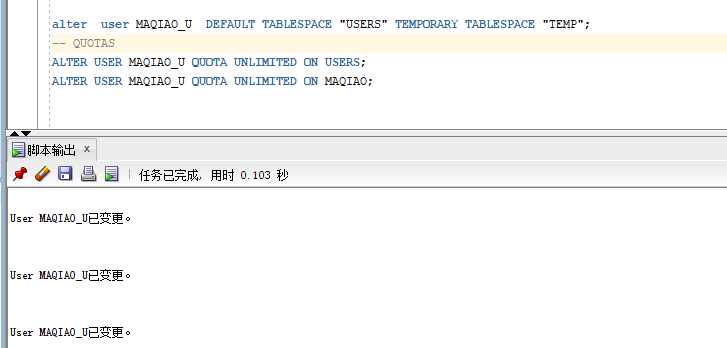 alter  user MAQIAO_U  DEFAULT TABLESPACE "USERS" TEMPORARY TABLESPACE "TEMP";
-- QUOTAS
ALTER USER MAQIAO_U QUOTA UNLIMITED ON USERS;
ALTER USER MAQIAO_U QUOTA UNLIMITED ON MAQIAO;
脚本输出 x
任务已完成, 用时 0.103 秒
User MAQIAO_U已变更。
User MAQIAO_U已变更。
User MAQIAO_U已变更。